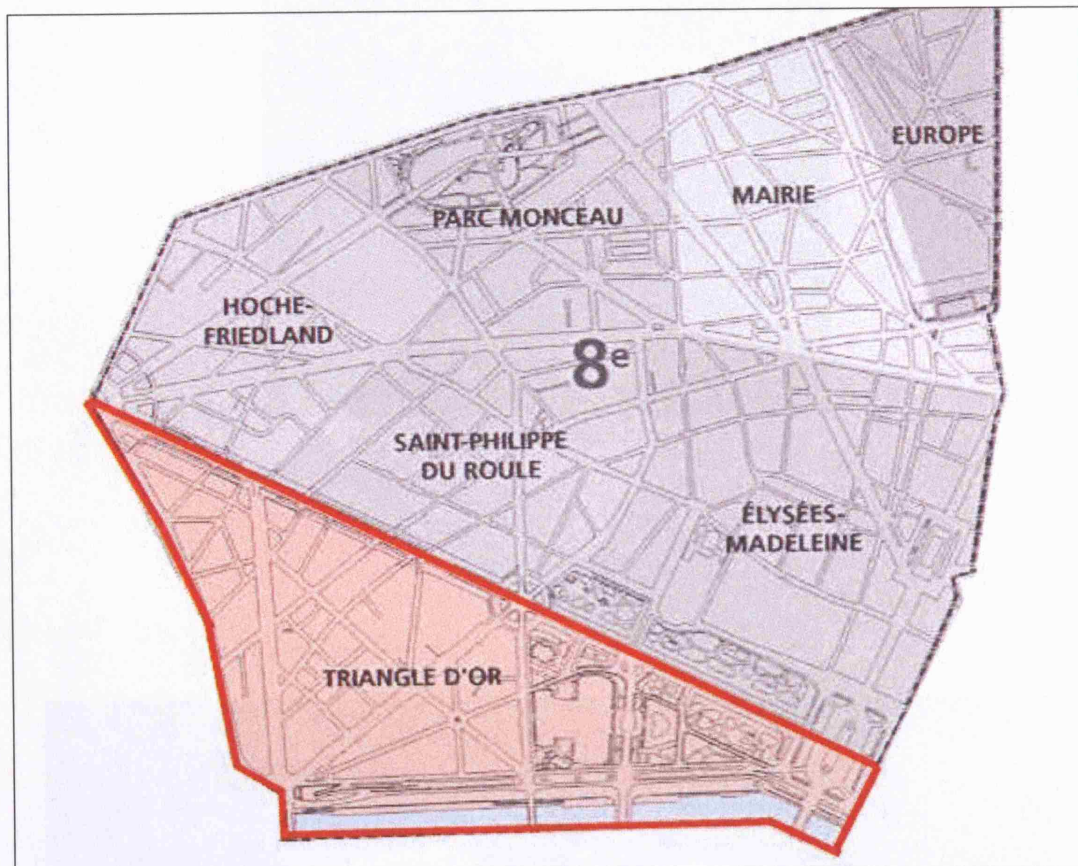 EUROPE
MAIRIE
PARC MONCEAU
HOCHE-
FRIEDLAND
8e
SAINT-PHILIPPE
DU ROULE
ÉLYSÉES-
MADELEINE
TRIANGLE D'OR